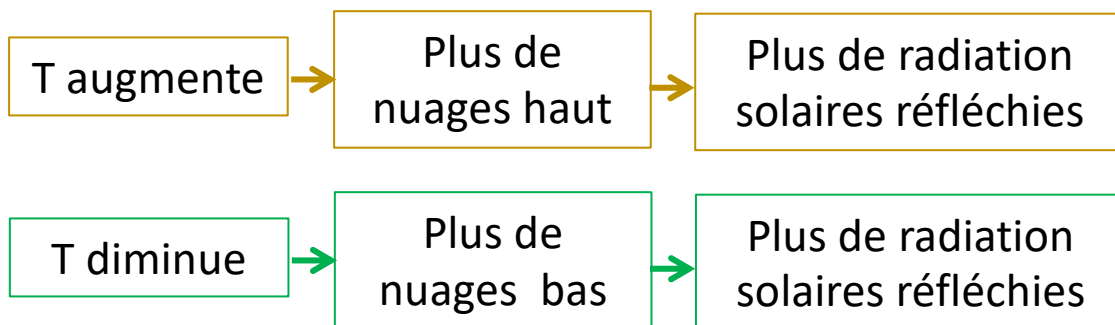 T augmente
Plus de
nuages haut
Plus de radiation
solaires réfléchies
T diminue
Plus de
nuages bas
Plus de radiation
solaires réfléchies